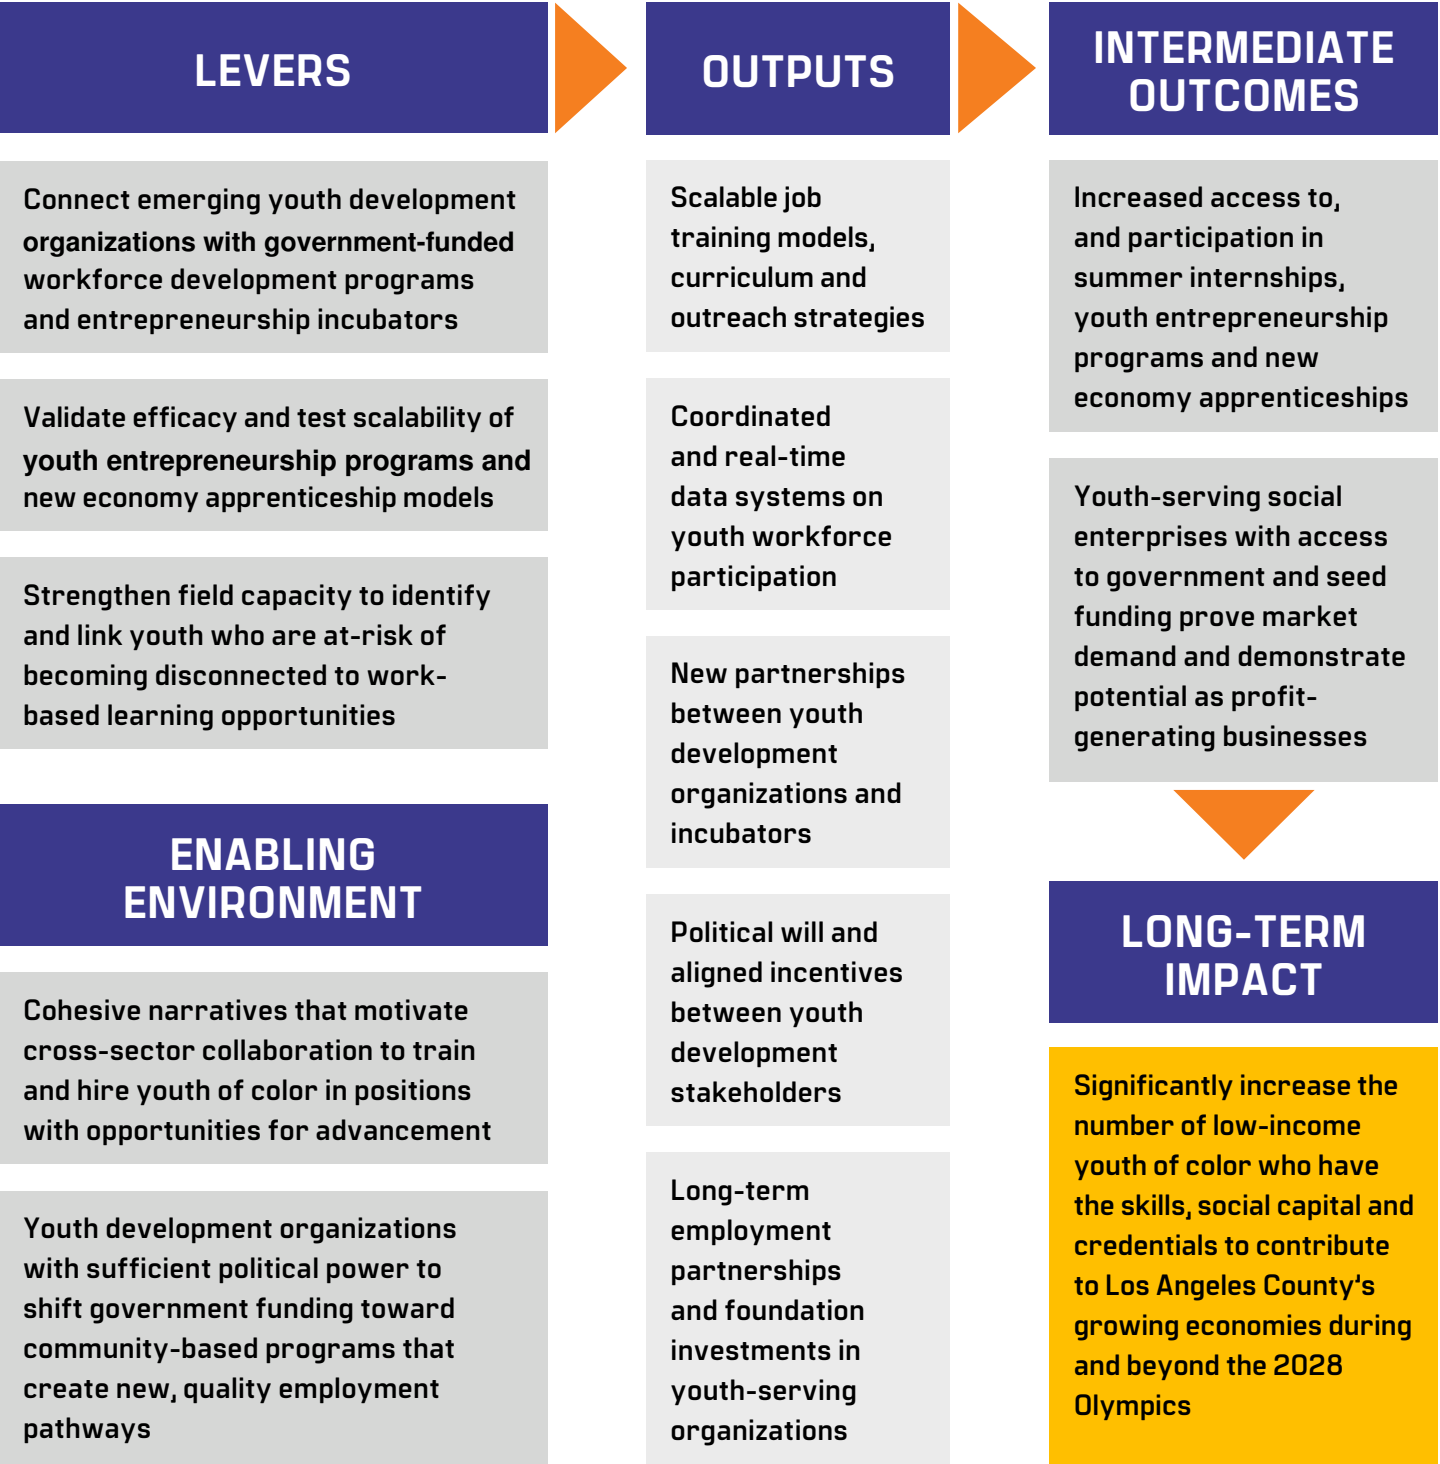 LEVERS
Connect emerging youth development
organizations with government-funded
workforce development programs
and entrepreneurship incubators
Validate efficacy and test scalability of
youth entrepreneurship programs and
new economy apprenticeship models
Strengthen field capacity to identify
and link youth who are at-risk of
becoming disconnected to work-
based learning opportunities
ENABLING
ENVIRONMENT
Cohesive narratives that motivate
cross-sector collaboration to train
and hire youth of color in positions
with opportunities for advancement
Youth development organizations
with sufficient political power to
shift government funding toward
community-based programs that
create new, quality employment
pathways
OUTPUTS
Scalable job
training models,
curriculum and
outreach strategies
Coordinated
and real-time
data systems on
youth workforce
participation
New partnerships
between youth
development
organizations and
incubators
Political will and
aligned incentives
between youth
development
stakeholders
Long-term
employment
partnerships
and foundation
investments in
youth-serving
organizations
INTERMEDIATE
OUTCOMES
Increased access to,
and participation in
summer internships,
youth entrepreneurship
programs and new
economy apprenticeships
Youth-serving social
enterprises with access
to government and seed
funding prove market
demand and demonstrate
potential as profit-
generating businesses
LONG-TERM
IMPACT
Significantly increase the
number of low-income
youth of color who have
the skills, social capital and
credentials to contribute
to Los Angeles County's
growing economies during
and beyond the 2028
Olympics